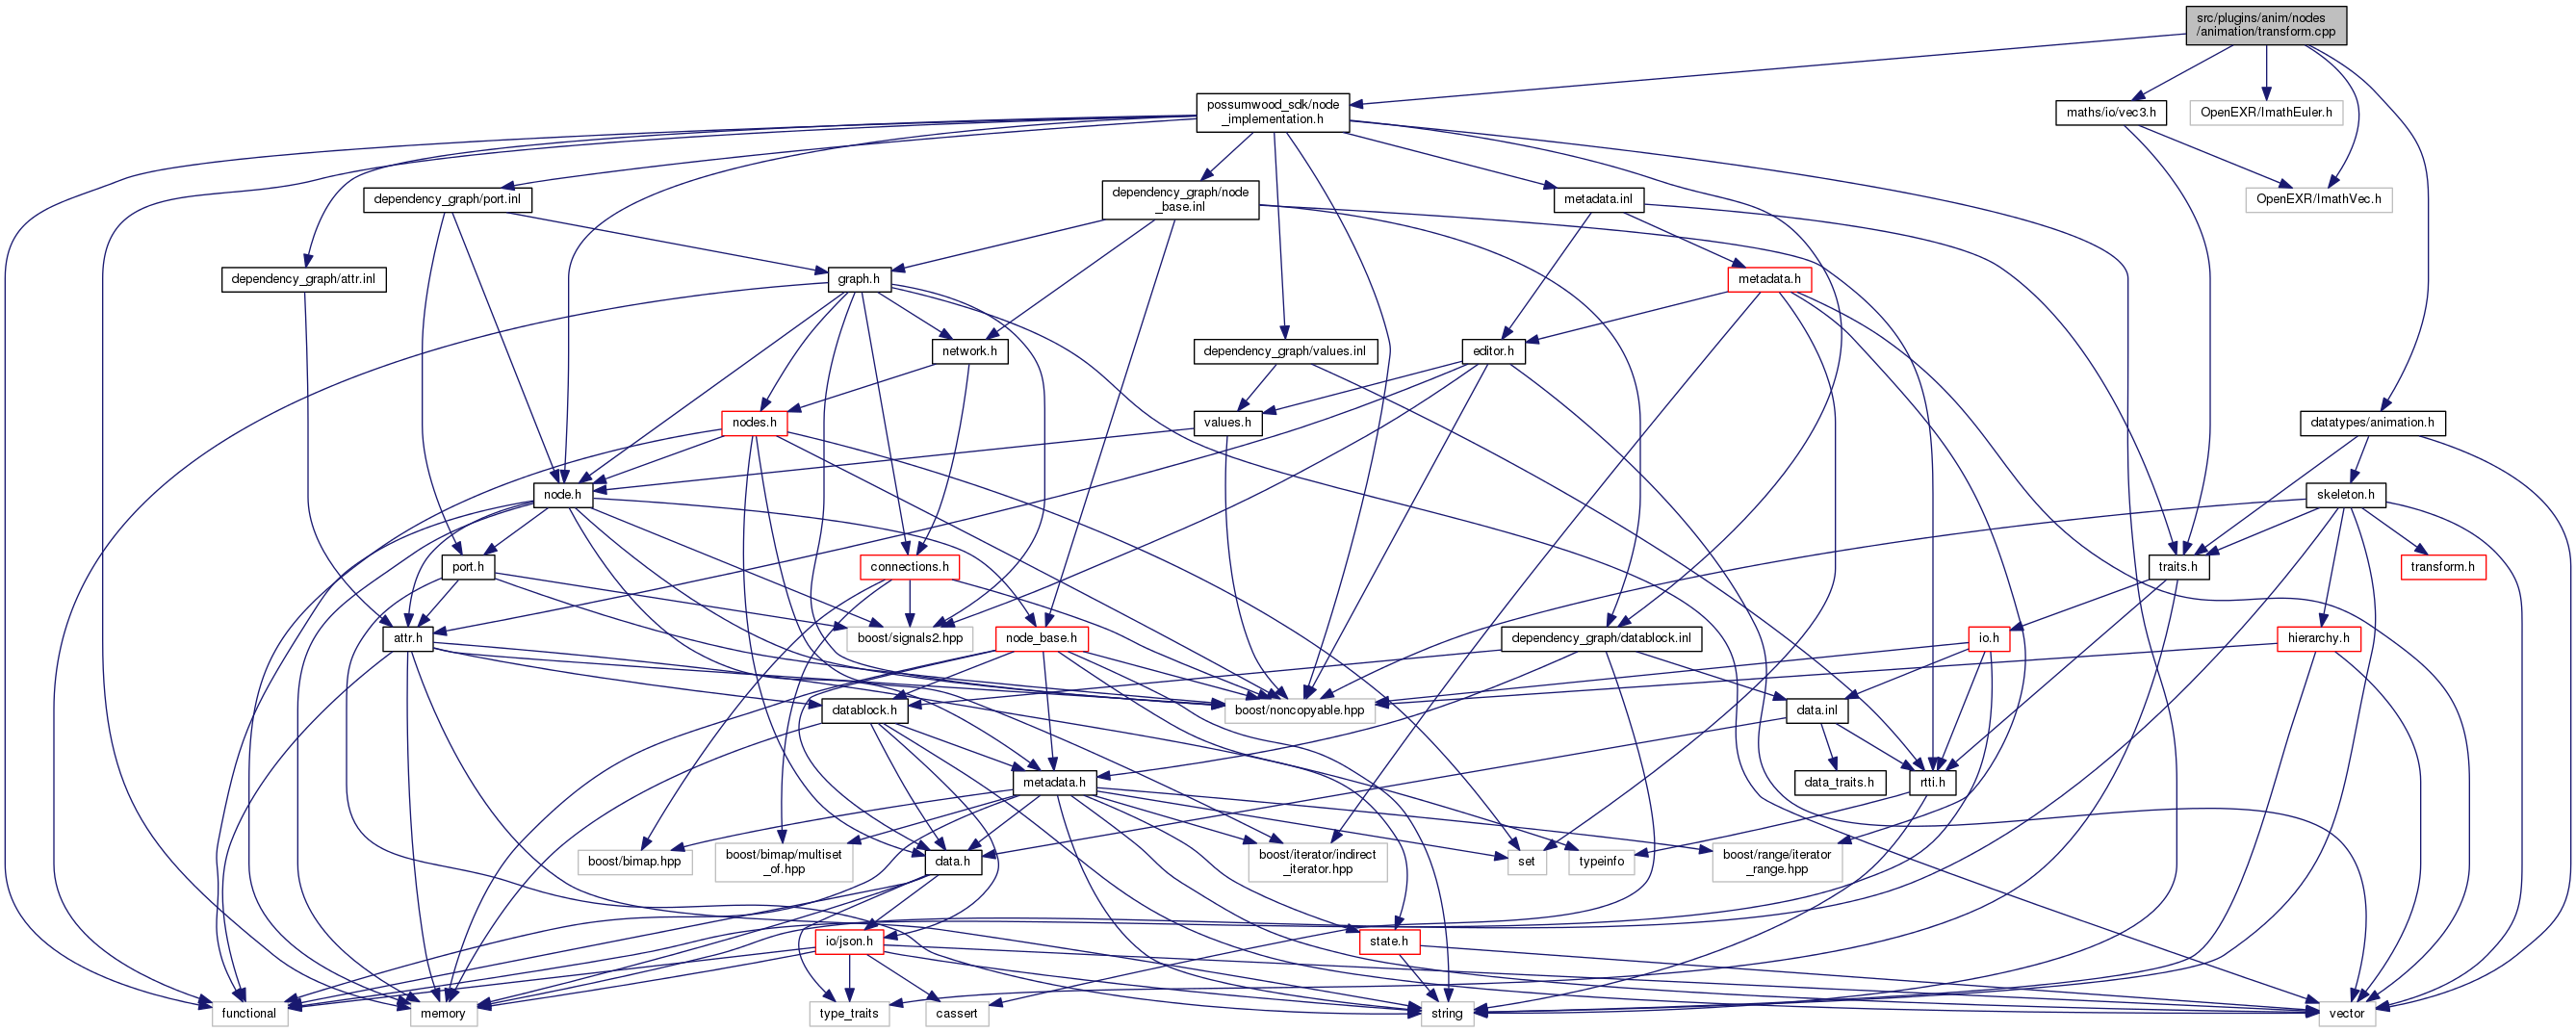 src/plugins/anim/nodes
/animation/transform.cpp
possumwood_sdk/node
_implementation.h
maths/io/vec3.h
OpenEXR/ImathEuler.h
dependency_graph/port.inl
dependency_graph/node
_base.inl
metadata.inl
OpenEXR/ImathVec.h
dependency_graph/attr.inl
graph.h
metadata.h
network.h
dependency_graph/values.inl
editor.h
nodes.h
values.h
datatypes/animation.h
node.h
skeleton.h
port.h
connections.h
traits.h
transform.h
attr.h
boost/signals2.hpp
node_base.h
dependency_graph/datablock.inl
io.h
hierarchy.h
datablock.h
boost/noncopyable.hpp
data.inl
metadata.h
data_traits.h
rtti.h
boost/bimap.hpp
boost/bimap/multiset
_of.hpp
data.h
boost/iterator/indirect
_iterator.hpp
set
typeinfo
boost/range/iterator
_range.hpp
io/json.h
state.h
functional
memory
type_traits
cassert
string
vector